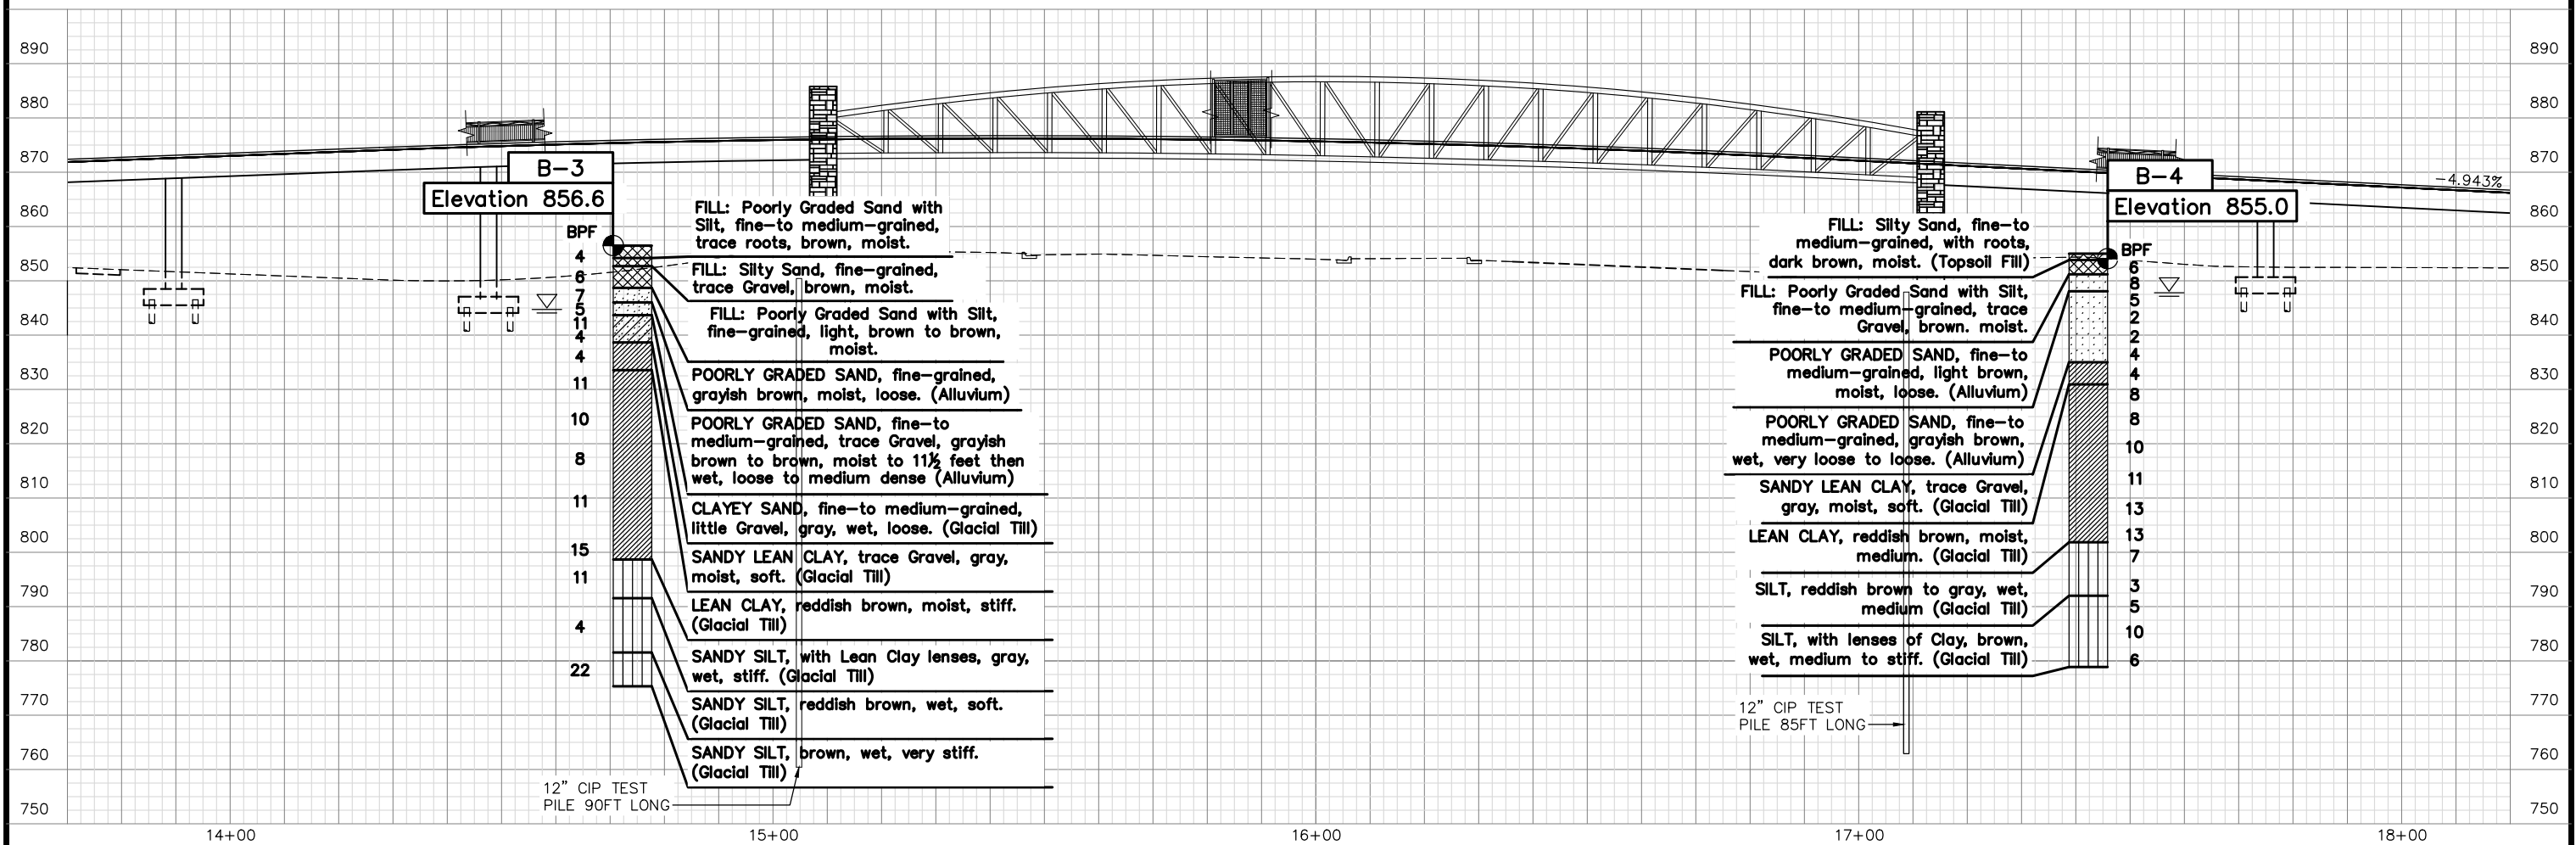 890
880
870
860
850
840
830
820
810
800
790
780
770
760
750
B-3
Elevation 856.6
BPF
4
6
7
5
11
4
4
11
10
8
11
15
11
4
22
FILL: Poorly Graded Sand with
Silt, fine-to medium-grained,
trace roots, brown, moist.
FILL: Silty Sand, fine-grained,
trace Gravel, brown, moist.
FILL: Poorly Graded Sand with Silt,
fine-grained, light, brown to brown,
moist.
POORLY GRADED SAND, fine-grained,
grayish brown, moist, loose. (Alluvium)
POORLY GRADED SAND, fine-to
medium-grained, trace Gravel, grayish
brown to brown, moist to 11½ feet then
wet, loose to medium dense (Alluvium)
CLAYEY SAND, fine-to medium-grained,
little Gravel, gray, wet, loose. (Glacial Till)
SANDY LEAN CLAY, trace Gravel, gray,
moist, soft. (Glacial Till)
LEAN CLAY, reddish brown, moist, stiff.
(Glacial Till)
SANDY SILT, with Lean Clay lenses, gray,
wet, stiff. (Glacial Till)
SANDY SILT, reddish brown, wet, soft.
(Glacial Till)
SANDY SILT, brown, wet, very stiff.
(Glacial Till)
12" CIP TEST
PILE 90FT LONG
FILL: Silty Sand, fine-to
medium-grained, with roots,
dark brown, moist. (Topsoil Fill)
FILL: Poorly Graded Sand with Silt,
fine-to medium-grained, trace
Gravel, brown. moist.
POORLY GRADED SAND, fine-to
medium-grained, light brown,
moist, loose. (Alluvium)
POORLY GRADED SAND, fine-to
medium-grained, grayish brown,
wet, very loose to loose. (Alluvium)
SANDY LEAN CLAY, trace Gravel,
gray, moist, soft. (Glacial Till)
LEAN CLAY, reddish brown, moist,
medium. (Glacial Till)
SILT, reddish brown to gray, wet,
medium (Glacial Till)
SILT, with lenses of Clay, brown,
wet, medium to stiff. (Glacial Till)
12" CIP TEST
PILE 85FT LONG
B-4
Elevation 855.0
BPF
6
8
5
2
2
4
4
8
8
10
11
13
13
7
3
5
10
6
-4.943%
890
880
870
860
850
840
830
820
810
800
790
780
770
760
750
14+00
15+00
16+00
17+00
18+00